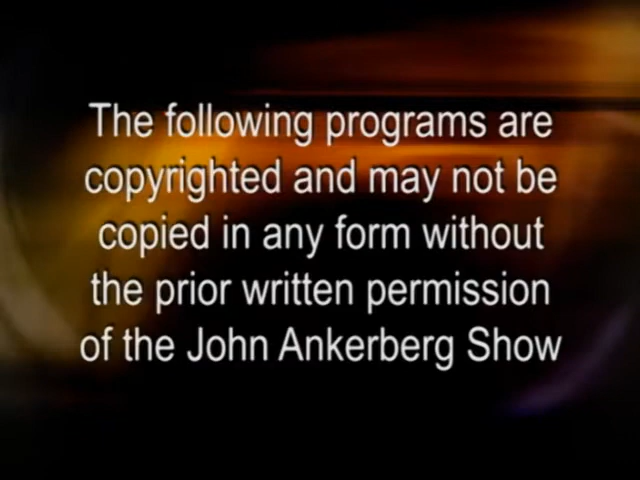 The following programs are
copyrighted and may not be
copied in any form without
the prior written permission
of the John Ankerberg Show